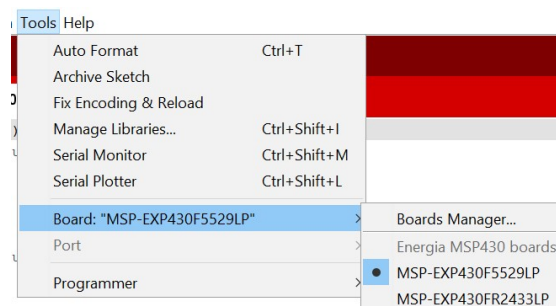 Tools Help
Auto Format Ctrl+T
Archive Sketch
Fix Encoding & Reload
Manage Libraries... Ctrl+Shift+I
Serial Monitor Ctrl+Shift+M
Serial Plotter Ctrl+Shift+L
Board: "MSP-EXP430F5529LP"
Boards Manager...
Port
Energia MSP430 boards
MSP-EXP430F5529LP
Programmer
MSP-EXP430FR2433LP